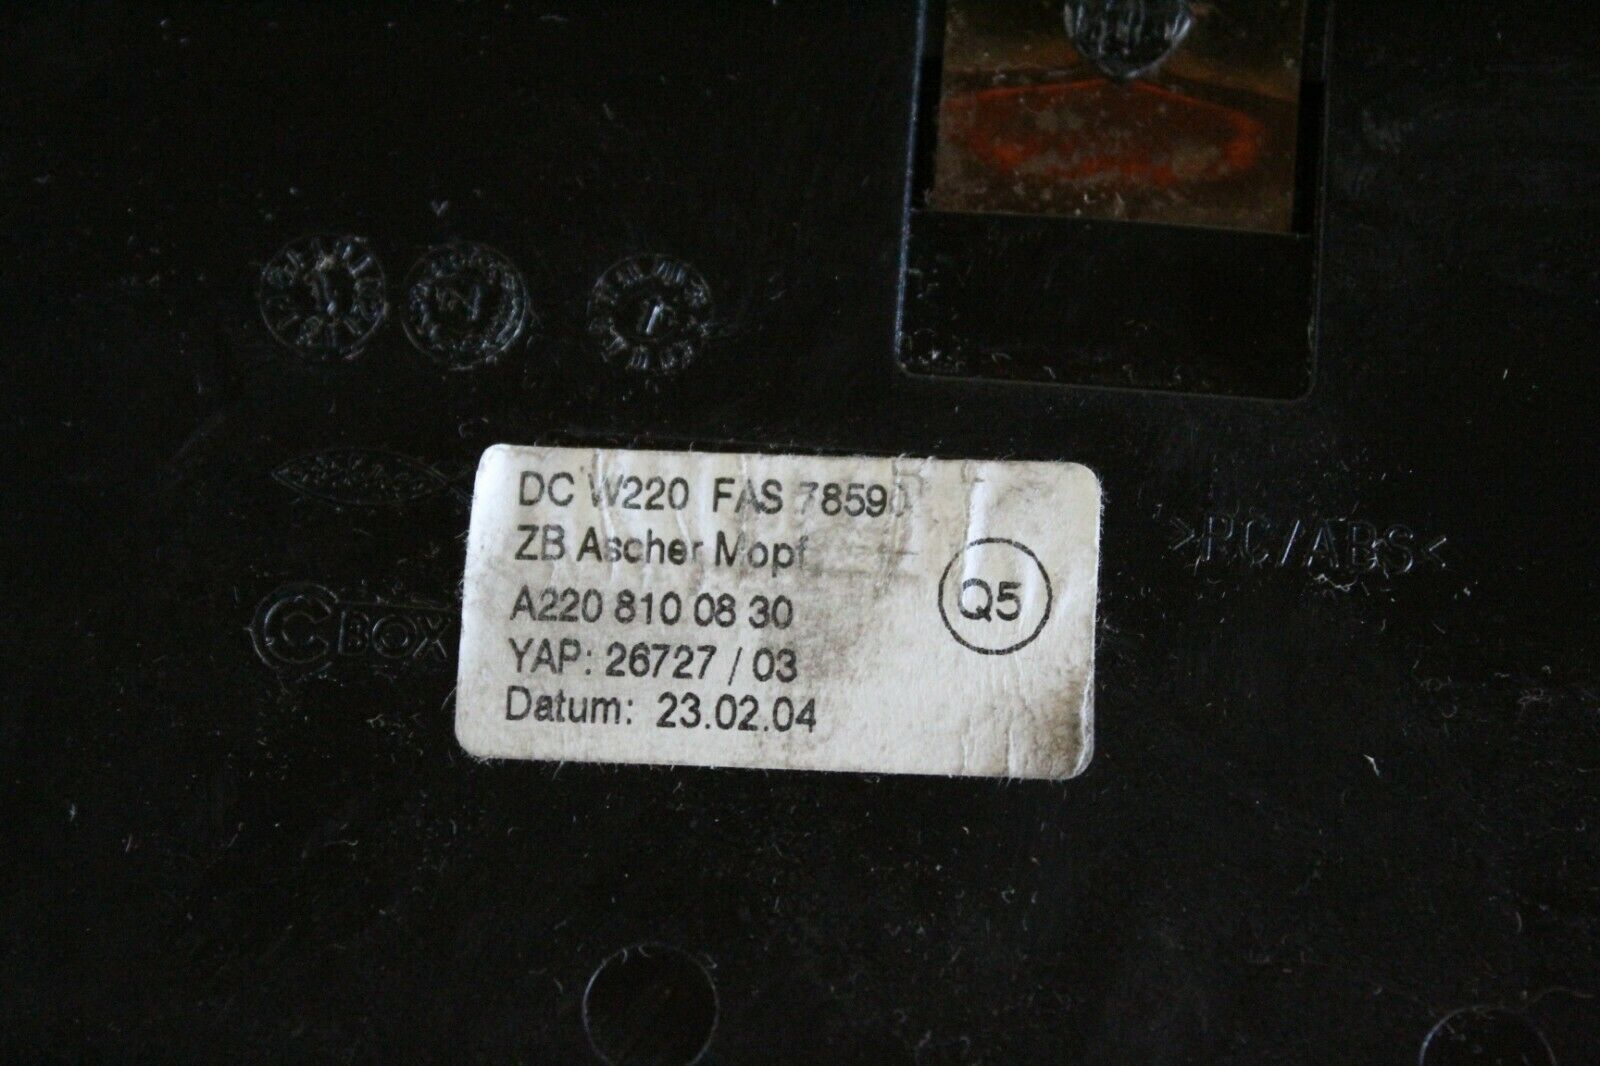 DC W220 FAS 78590
ZB Ascher Mopf
A220 810 08 30
YAP: 26727 / 03
Datum: 23.02.04
Q5
C BOX
>PC/ABS<